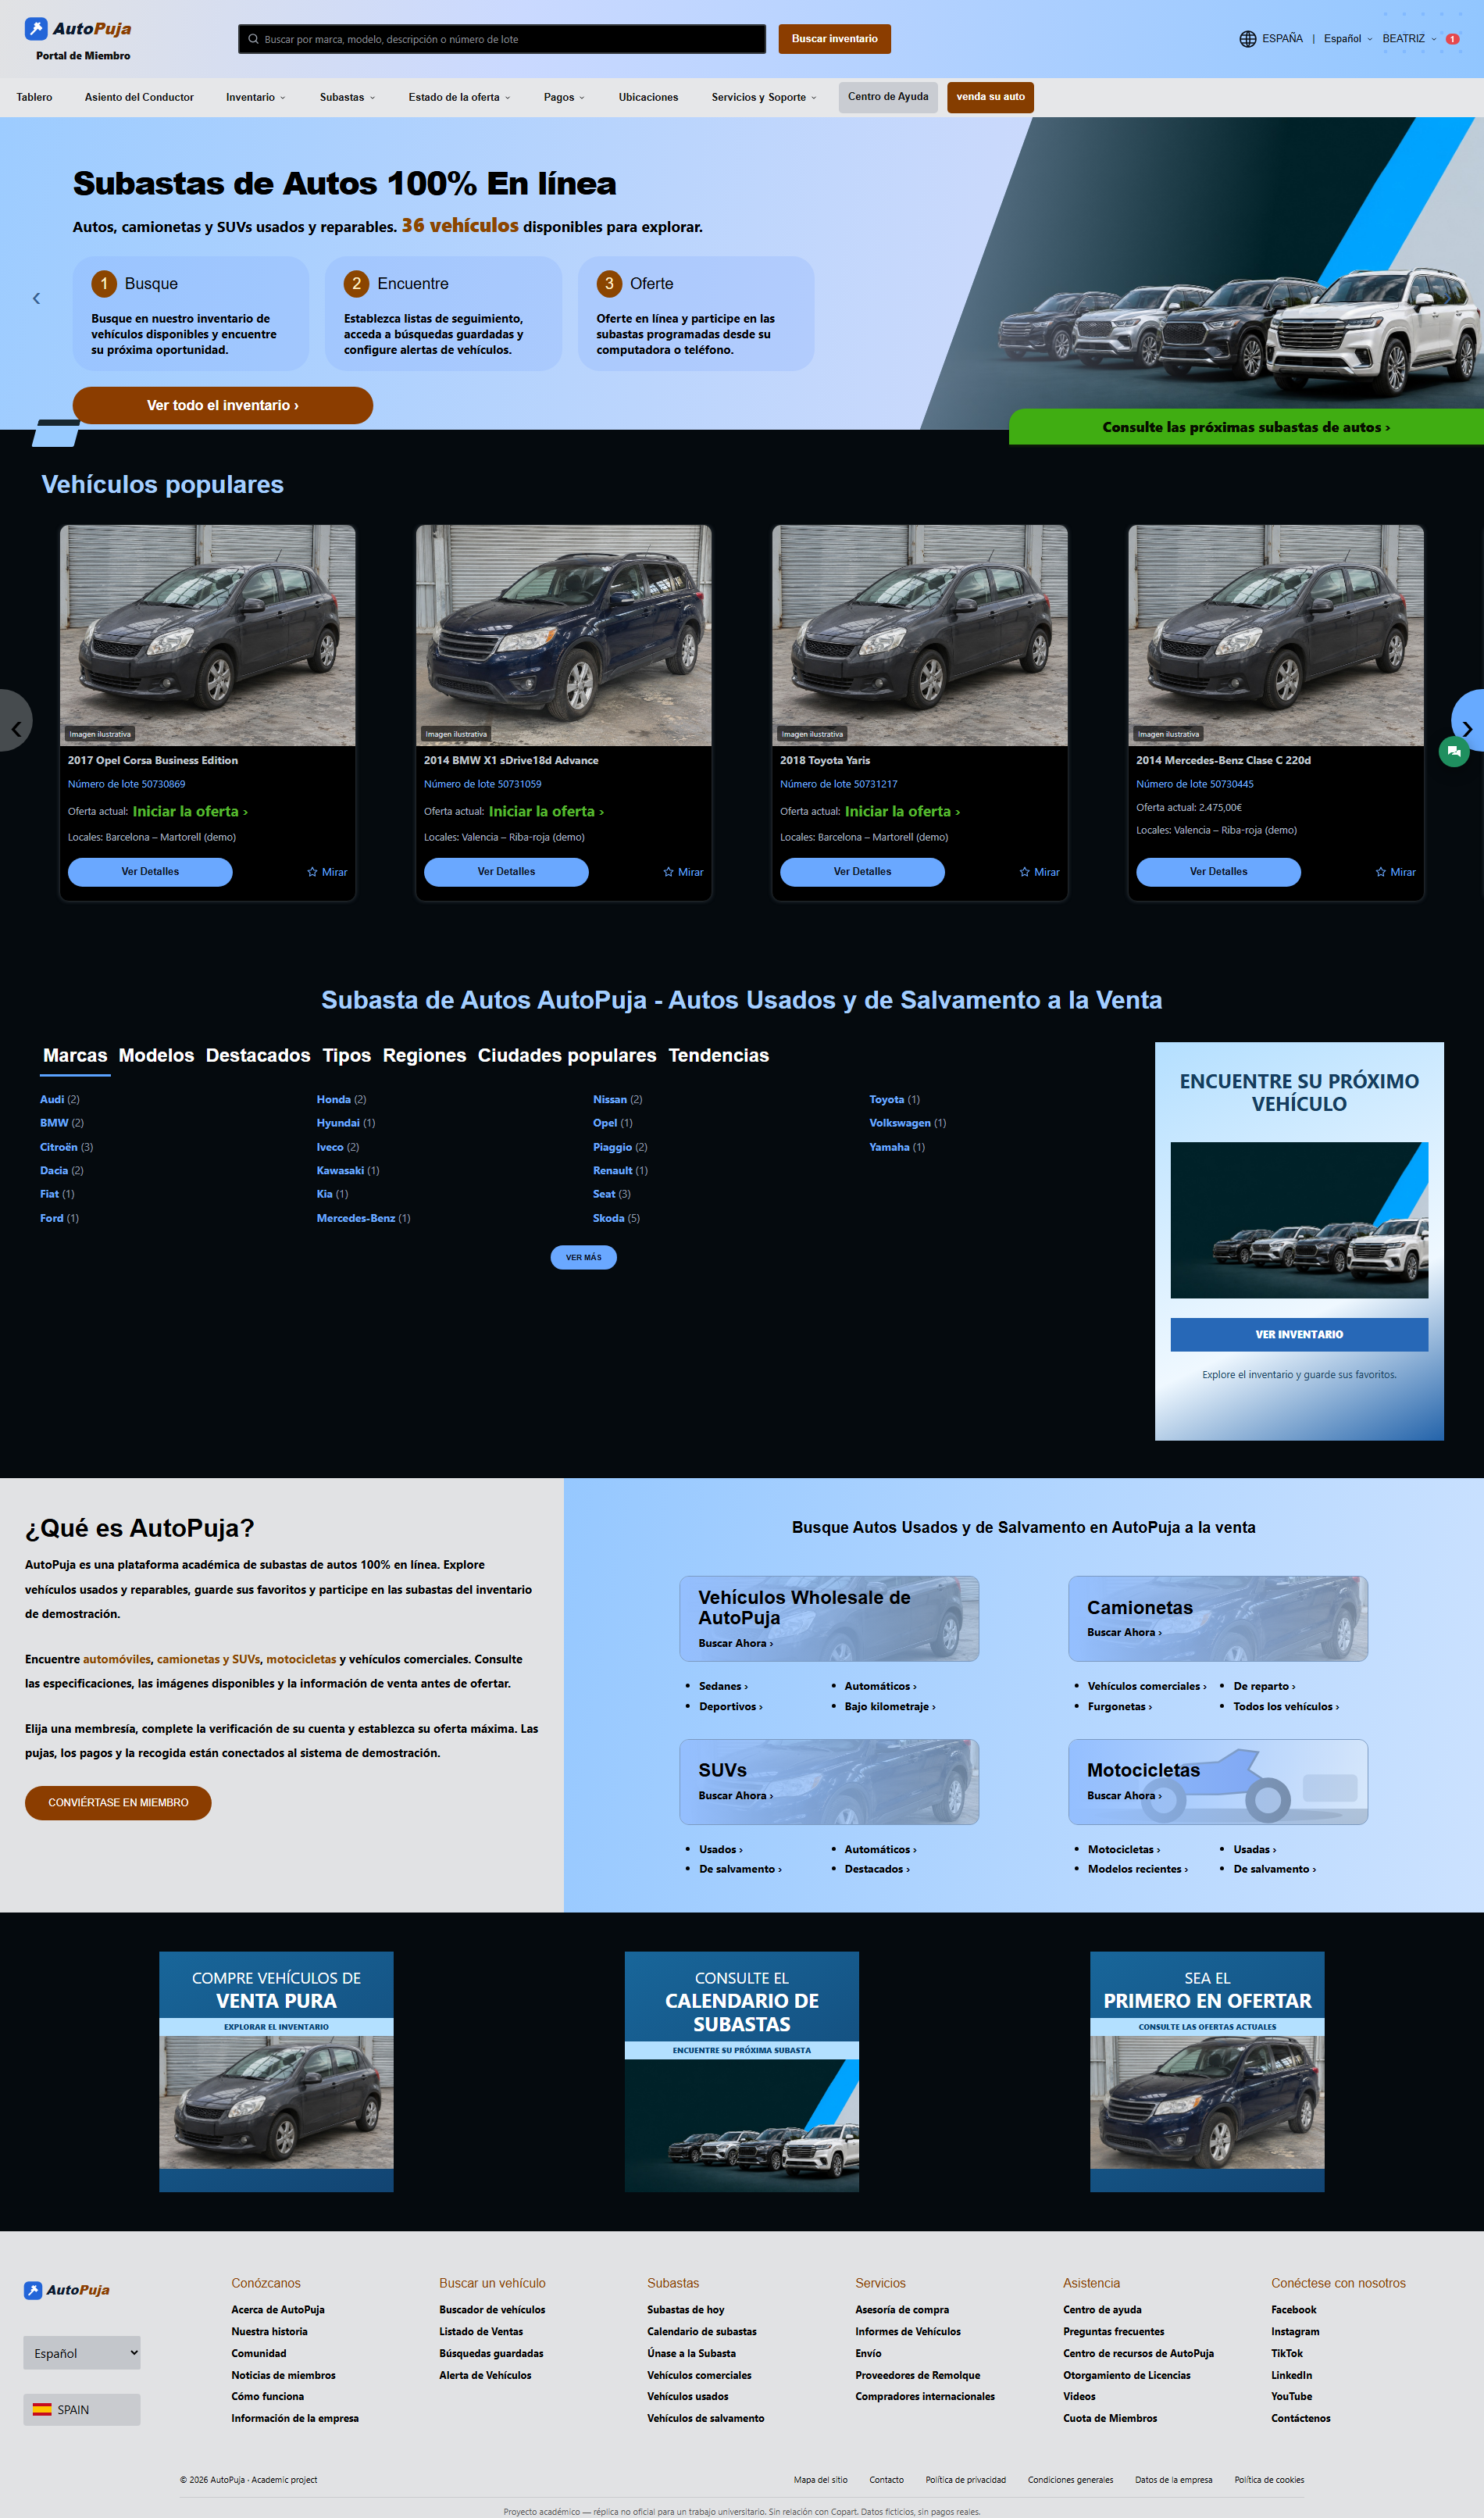 AutoPuja
Portal de Miembro
Buscar por marca, modelo, descripción o número de lote
Buscar inventario
ESPAÑA | Español BEATRIZ 1
Tablero Asiento del Conductor Inventario Subastas Estado de la oferta Pagos Ubicaciones Servicios y Soporte Centro de Ayuda venda su auto
Subastas de Autos 100% En línea
Autos, camionetas y SUVs usados y reparables. 36 vehículos disponibles para explorar.
1 Busque
Busque en nuestro inventario de
vehículos disponibles y encuentre
su próxima oportunidad.
2 Encuentre
Establezca listas de seguimiento,
acceda a búsquedas guardadas y
configure alertas de vehículos.
3 Oferte
Oferte en línea y participe en las
subastas programadas desde su
computadora o teléfono.
‹
Ver todo el inventario ›
Consulte las próximas subastas de autos ›
Vehículos populares
‹
›
Imagen ilustrativa
2017 Opel Corsa Business Edition
Número de lote 50730869
Oferta actual: Iniciar la oferta ›
Locales: Barcelona – Martorell (demo)
Ver Detalles
Mirar
Imagen ilustrativa
2014 BMW X1 sDrive18d Advance
Número de lote 50731059
Oferta actual: Iniciar la oferta ›
Locales: Valencia – Riba-roja (demo)
Ver Detalles
Mirar
Imagen ilustrativa
2018 Toyota Yaris
Número de lote 50731217
Oferta actual: Iniciar la oferta ›
Locales: Barcelona – Martorell (demo)
Ver Detalles
Mirar
Imagen ilustrativa
2014 Mercedes-Benz Clase C 220d
Número de lote 50730445
Oferta actual: 2.475,00€
Locales: Valencia – Riba-roja (demo)
Ver Detalles
Mirar
Subasta de Autos AutoPuja - Autos Usados y de Salvamento a la Venta
Marcas Modelos Destacados Tipos Regiones Ciudades populares Tendencias
Audi (2)
BMW (2)
Citroën (3)
Dacia (2)
Fiat (1)
Ford (1)
Honda (2)
Hyundai (1)
Iveco (2)
Kawasaki (1)
Kia (1)
Mercedes-Benz (1)
Nissan (2)
Opel (1)
Piaggio (2)
Renault (1)
Seat (3)
Skoda (5)
Toyota (1)
Volkswagen (1)
Yamaha (1)
VER MÁS
ENCUENTRE SU PRÓXIMO
VEHÍCULO
VER INVENTARIO
Explore el inventario y guarde sus favoritos.
¿Qué es AutoPuja?
AutoPuja es una plataforma académica de subastas de autos 100% en línea. Explore
vehículos usados y reparables, guarde sus favoritos y participe en las subastas del inventario
de demostración.
Encuentre automóviles, camionetas y SUVs, motocicletas y vehículos comerciales. Consulte
las especificaciones, las imágenes disponibles y la información de venta antes de ofertar.
Elija una membresía, complete la verificación de su cuenta y establezca su oferta máxima. Las
pujas, los pagos y la recogida están conectados al sistema de demostración.
CONVIÉRTASE EN MIEMBRO
Busque Autos Usados y de Salvamento en AutoPuja a la venta
Vehículos Wholesale de
AutoPuja
Buscar Ahora ›
• Sedanes ›
• Automáticos ›
• Deportivos ›
• Bajo kilometraje ›
Camionetas
Buscar Ahora ›
• Vehículos comerciales ›
• De reparto ›
• Furgonetas ›
• Todos los vehículos ›
SUVs
Buscar Ahora ›
• Usados ›
• Automáticos ›
• De salvamento ›
• Destacados ›
Motocicletas
Buscar Ahora ›
• Motocicletas ›
• Usadas ›
• Modelos recientes ›
• De salvamento ›
COMPRE VEHÍCULOS DE
VENTA PURA
EXPLORAR EL INVENTARIO
CONSULTE EL
CALENDARIO DE
SUBASTAS
ENCUENTRE SU PRÓXIMA SUBASTA
SEA EL
PRIMERO EN OFERTAR
CONSULTE LAS OFERTAS ACTUALES
AutoPuja
Español
SPAIN
Conózcanos
Acerca de AutoPuja
Nuestra historia
Comunidad
Noticias de miembros
Cómo funciona
Información de la empresa
Buscar un vehículo
Buscador de vehículos
Listado de Ventas
Búsquedas guardadas
Alerta de Vehículos
Subastas
Subastas de hoy
Calendario de subastas
Únase a la Subasta
Vehículos comerciales
Vehículos usados
Vehículos de salvamento
Servicios
Asesoría de compra
Informes de Vehículos
Envío
Proveedores de Remolque
Compradores internacionales
Asistencia
Centro de ayuda
Preguntas frecuentes
Centro de recursos de AutoPuja
Otorgamiento de Licencias
Videos
Cuota de Miembros
Conéctese con nosotros
Facebook
Instagram
TikTok
LinkedIn
YouTube
Contáctenos
© 2026 AutoPuja · Academic project
Mapa del sitio Contacto Política de privacidad Condiciones generales Datos de la empresa Política de cookies
Proyecto académico — réplica no oficial para un trabajo universitario. Sin relación con Copart. Datos ficticios, sin pagos reales.